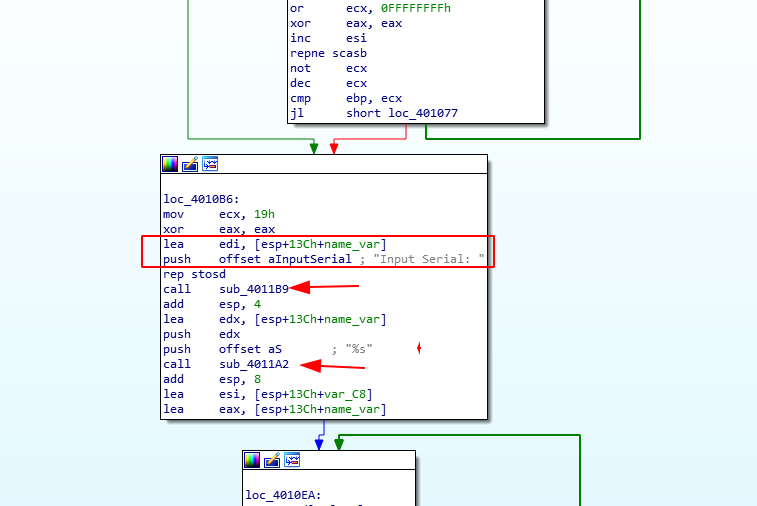 or      ecx, 0FFFFFFFFh
xor     eax, eax
inc     esi
repne scasb
not     ecx
dec     ecx
cmp     ebp, ecx
jl      short loc_401077
loc_4010B6:
mov     ecx, 19h
xor     eax, eax
lea     edi, [esp+13Ch+name_var]
push    offset aInputSerial ; "Input Serial: "
rep stosd
call    sub_4011B9
add     esp, 4
lea     edx, [esp+13Ch+name_var]
push    edx
push    offset aS       ; "%s"
call    sub_4011A2
add     esp, 8
lea     esi, [esp+13Ch+var_C8]
lea     eax, [esp+13Ch+name_var]
loc_4010EA: